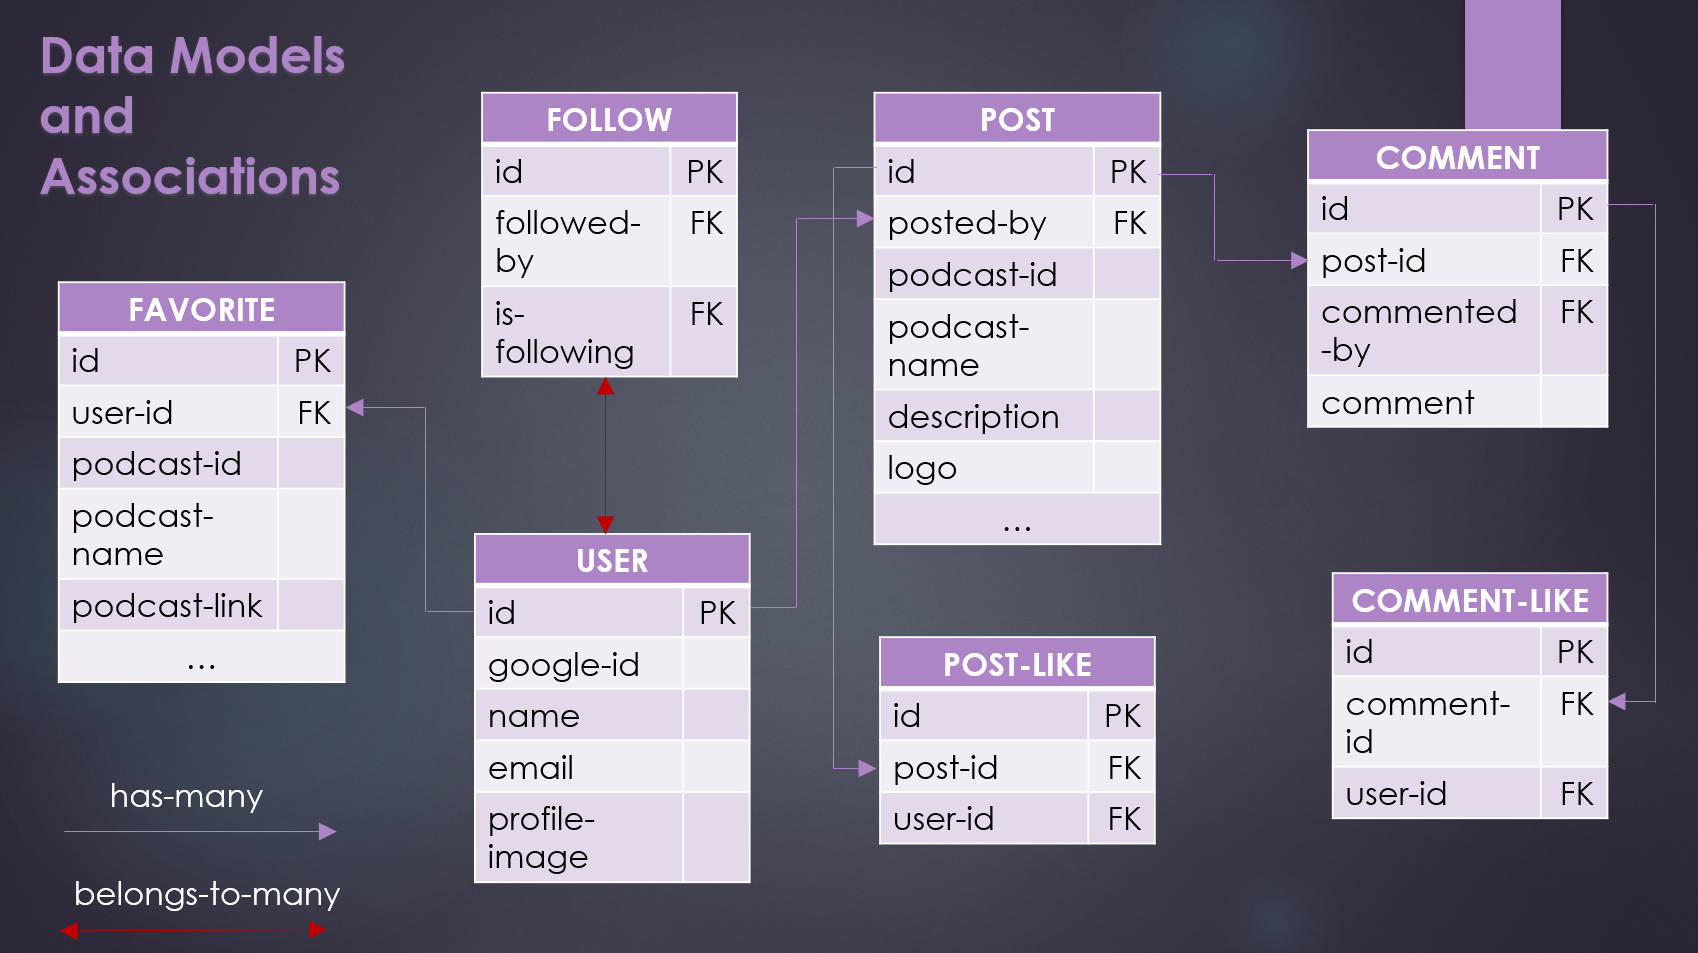 Data Models
and
Associations
FOLLOW
id PK
followed-
by FK
is-
following FK
POST
id PK
posted-by FK
podcast-id
podcast-
name
description
logo
...
COMMENT
id PK
post-id FK
commented
-by FK
comment
FAVORITE
id PK
user-id FK
podcast-id
podcast-
name
podcast-link
...
USER
id PK
google-id
name
email
profile-
image
POST-LIKE
id PK
post-id FK
user-id FK
COMMENT-LIKE
id PK
comment-
id FK
user-id FK
has-many
belongs-to-many